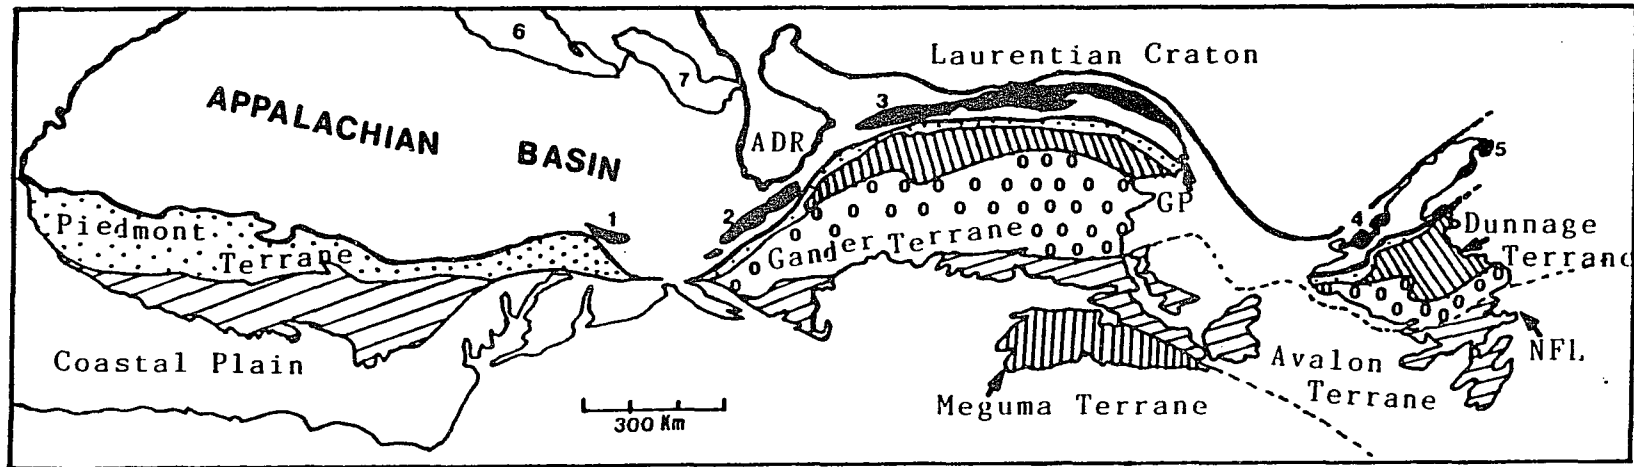 6
7
Laurentian Craton
3
APPALACHIAN BASIN
ADR
5
1
2
GP
4
Piedmont
Terrane
Gander Terrane
Dunnage
Terrane
Coastal Plain
300 Km
Meguma Terrane
Avalon
Terrane
NFL